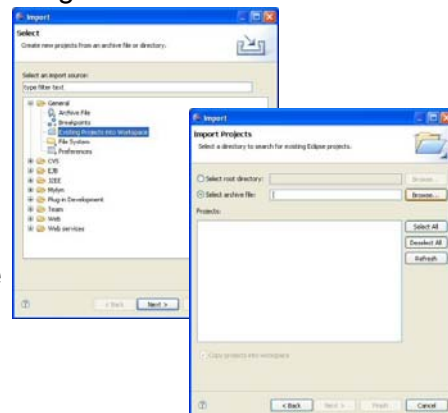 Import
Select
Create new projects from an archive file or directory.
Select an import source:
type filter text
General
Archive File
Breakpoints
Existing Projects into Workspace
File System
Preferences
CVS
EJB
J2EE
Mylyn
Plug-in Development
Team
Web
Web services
< Back
Next >
Import
Import Projects
Select a directory to search for existing Eclipse projects.
Select root directory:
Browse...
Select archive file:
Browse...
Projects:
Select All
Deselect All
Refresh
Copy projects into workspace
< Back
Next >
Finish
Cancel